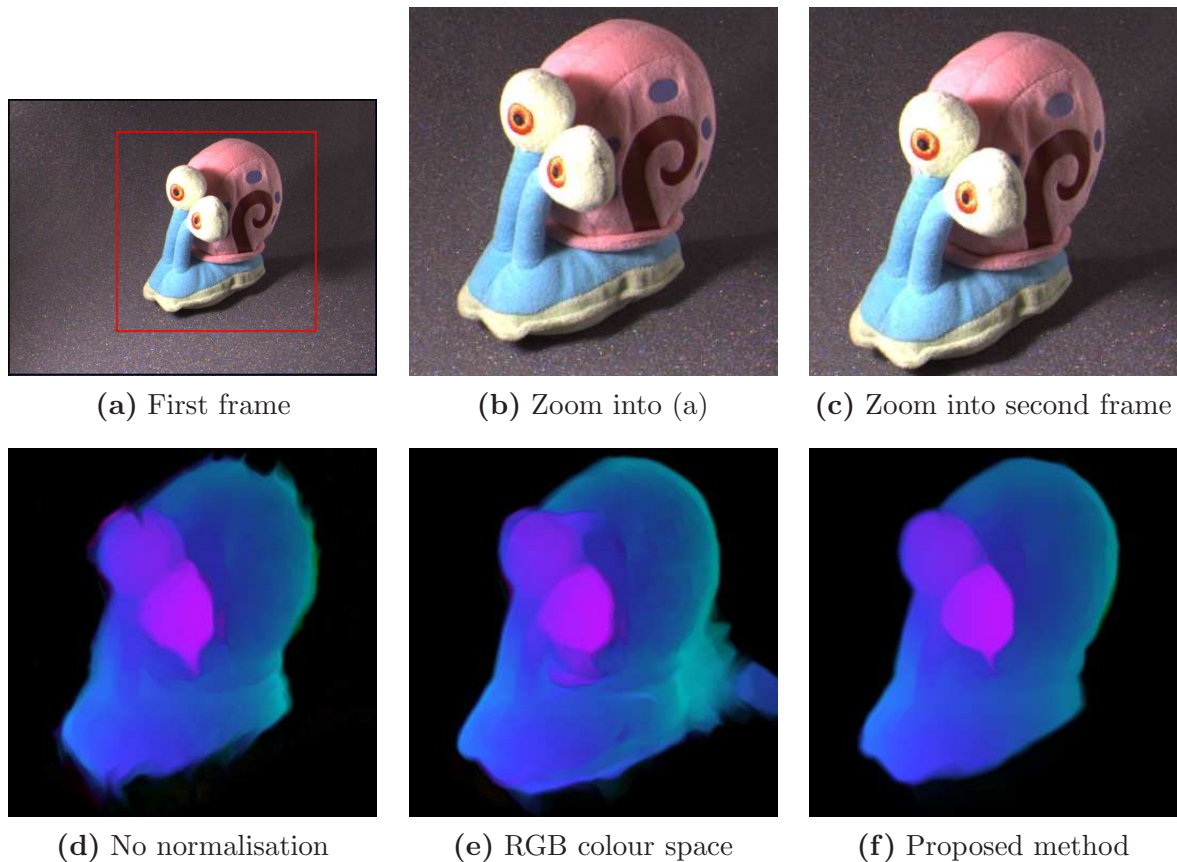 (a) First frame
(b) Zoom into (a)
(c) Zoom into second frame
(d) No normalisation
(e) RGB colour space
(f) Proposed method